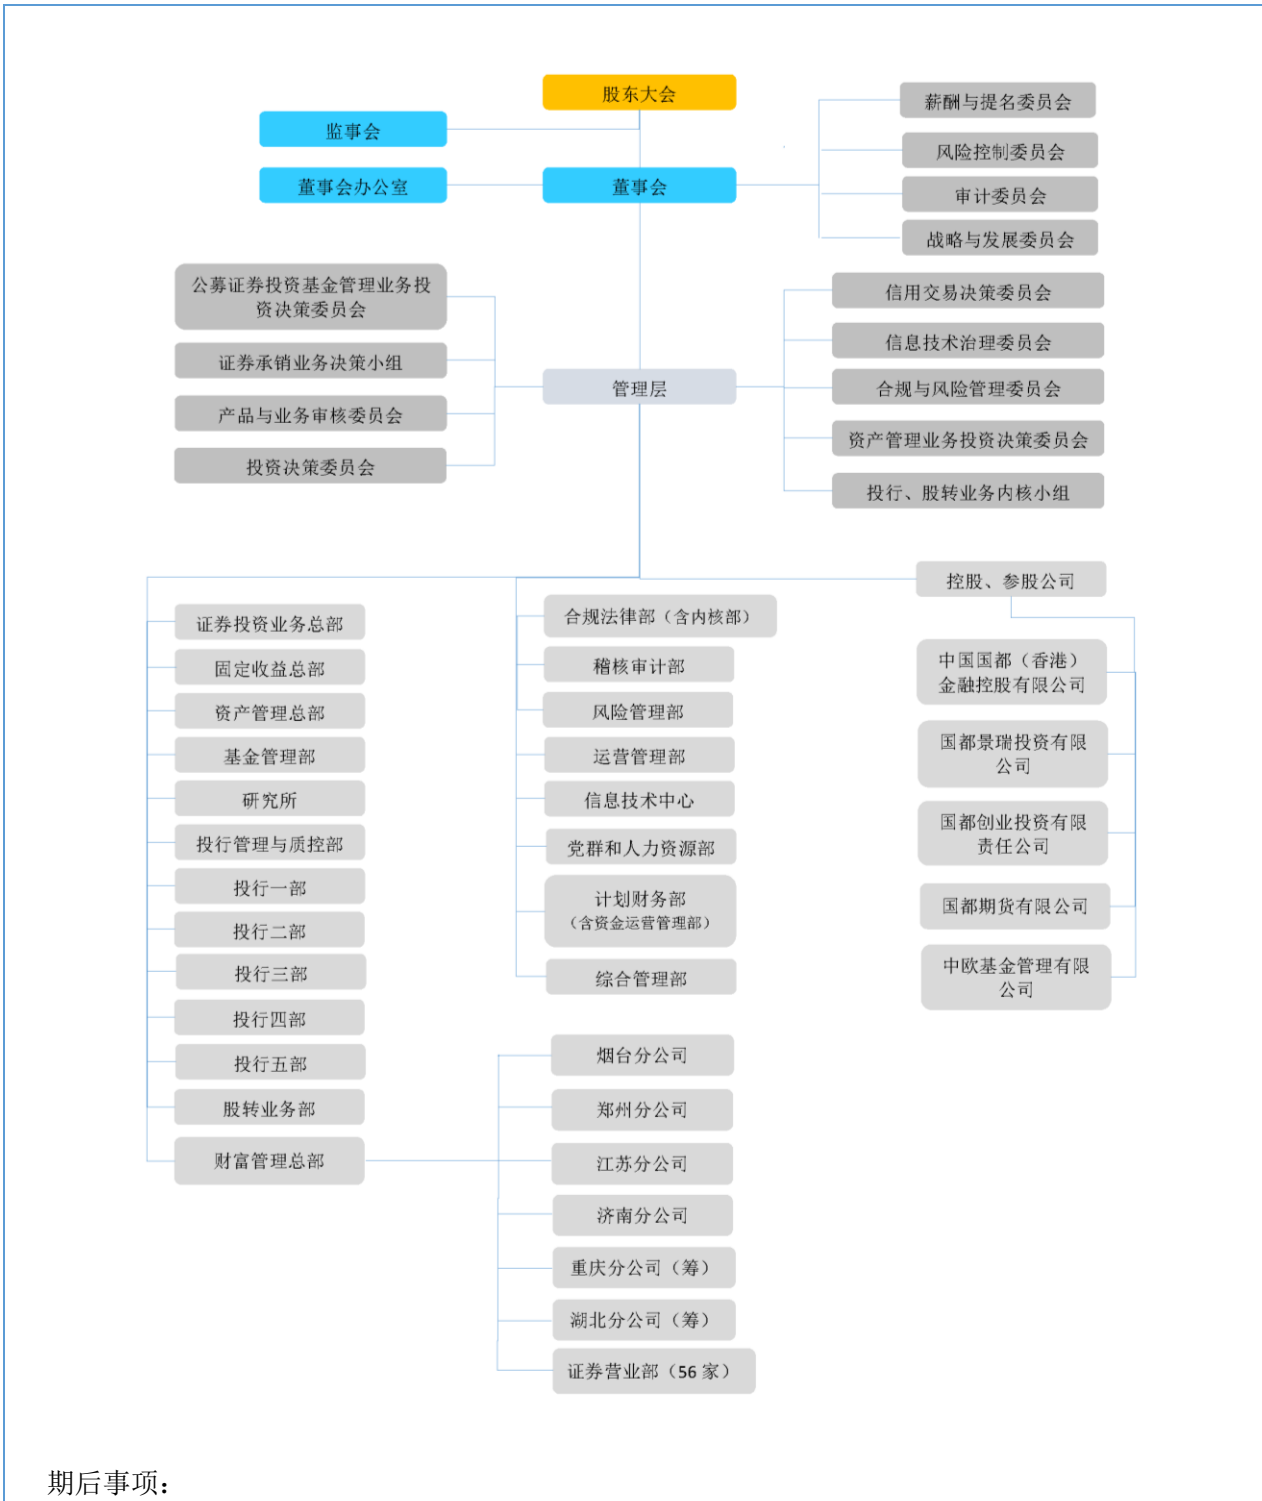 股东大会
监事会
董事会办公室
董事会
薪酬与提名委员会
风险控制委员会
审计委员会
战略与发展委员会
公募证券投资基金管理业务投
资决策委员会
证券承销业务决策小组
产品与业务审核委员会
投资决策委员会
管理层
信用交易决策委员会
信息技术治理委员会
合规与风险管理委员会
资产管理业务投资决策委员会
投行、股转业务内核小组
证券投资业务总部
固定收益总部
资产管理总部
基金管理部
研究所
投行管理与质控部
投行一部
投行二部
投行三部
投行四部
投行五部
股转业务部
财富管理总部
合规法律部（含内核部）
稽核审计部
风险管理部
运营管理部
信息技术中心
党群和人力资源部
计划财务部
（含资金运营管理部）
综合管理部
烟台分公司
郑州分公司
江苏分公司
济南分公司
重庆分公司（筹）
湖北分公司（筹）
证券营业部（56 家）
控股、参股公司
中国国都（香港）
金融控股有限公司
国都景瑞投资有限
公司
国都创业投资有限
责任公司
国都期货有限公司
中欧基金管理有限
公司
期后事项：